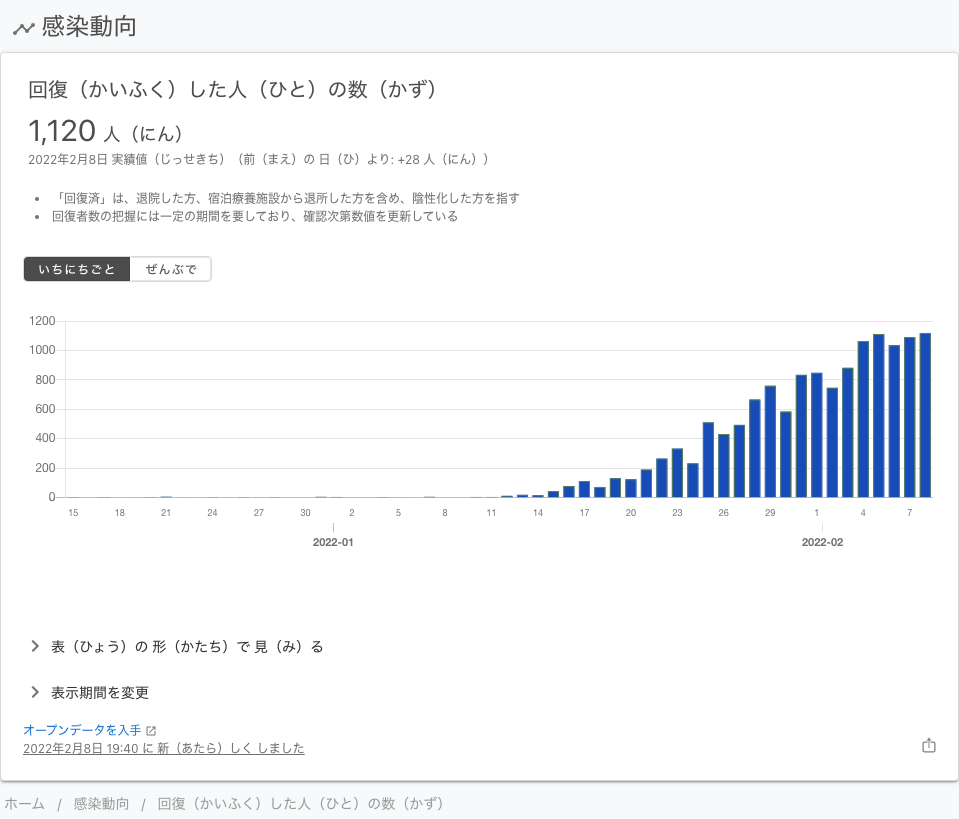 感染動向
回復（かいふく）した人（ひと）の数（かず）
1,120 人（にん）
2022年2月8日 実績値（じっせきち）（前（まえ）の 日（ひ）より: +28 人（にん））
• 「回復済」は、退院した方、宿泊療養施設から退所した方を含め、陰性化した方を指す
• 回復者数の把握には一定の期間を要しており、確認次第数値を更新している
いちにちごと ぜんぶで
1200
1000
800
600
400
200
0
15 18 21 24 27 30 2 5 8 11 14 17 20 23 26 29 1 4 7
2022-01 2022-02
表（ひょう）の 形（かたち）で 見（み）る
表示期間を変更
オープンデータを入手
2022年2月8日 19:40 に 新（あたら）しく しました
ホーム / 感染動向 / 回復（かいふく）した人（ひと）の数（かず）